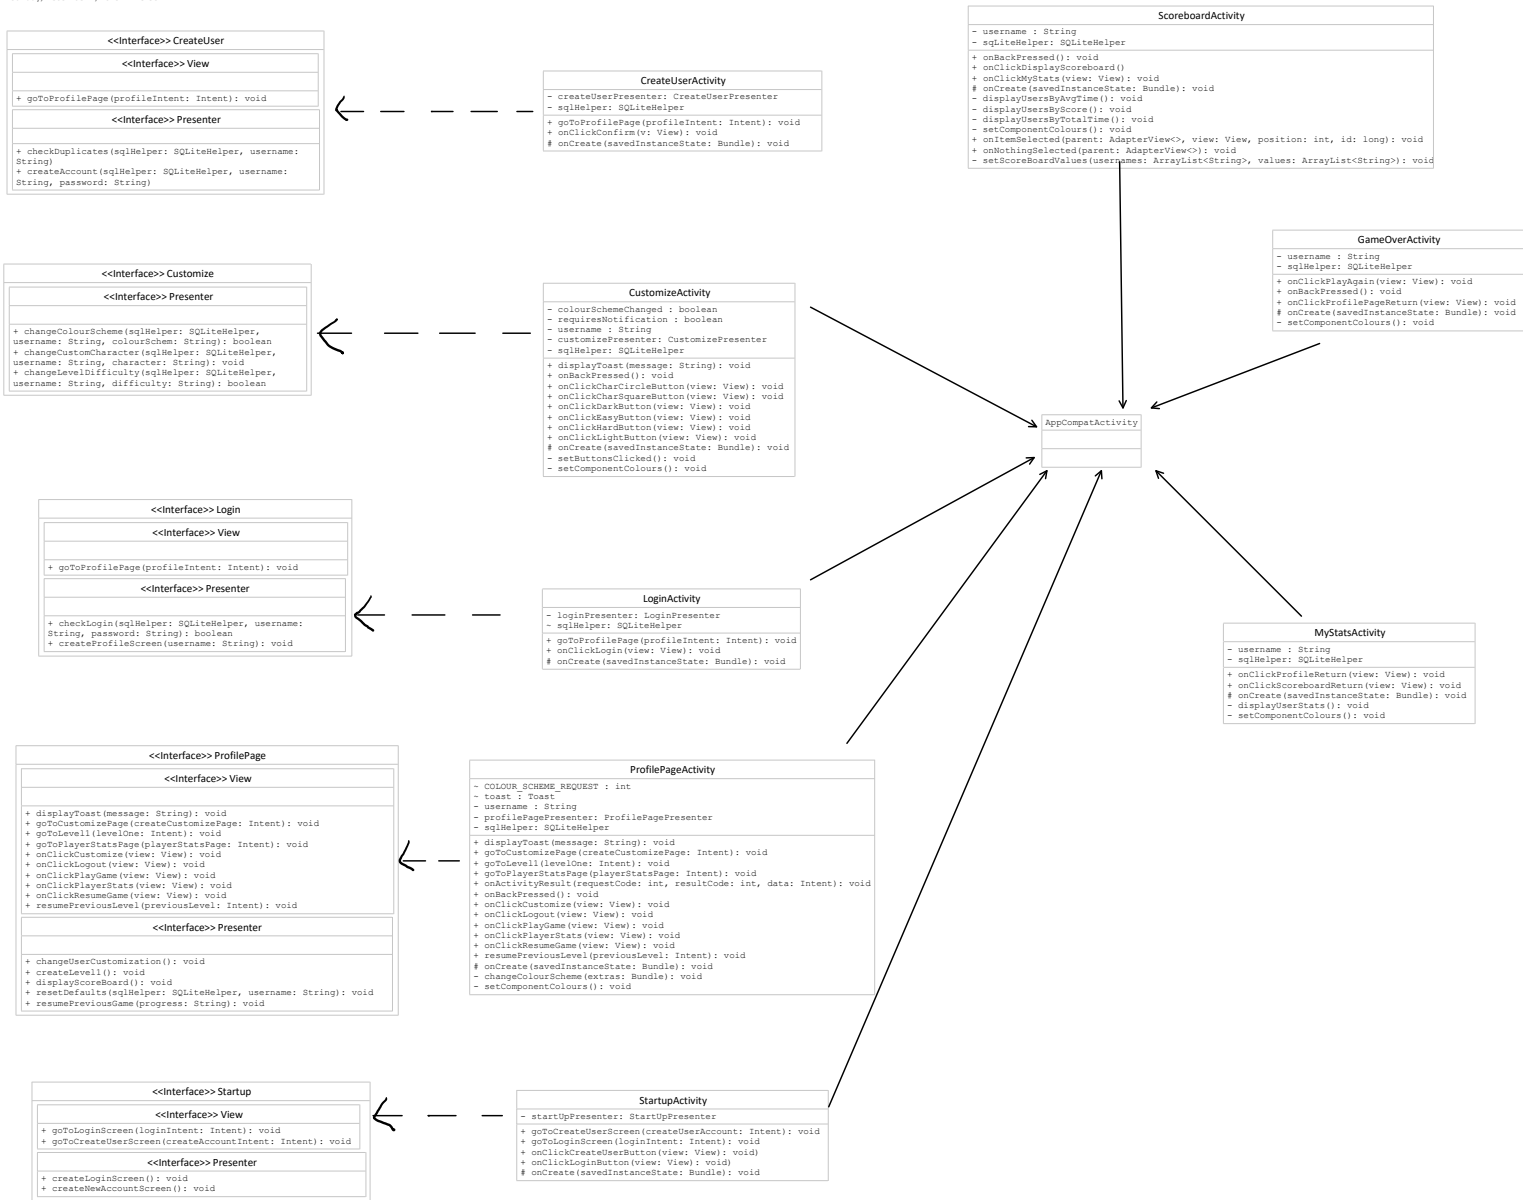 <<Interface>> CreateUser
<<Interface>> View
+ goToProfilePage(profileIntent: Intent): void
<<Interface>> Presenter
+ checkDuplicates(sqlHelper: SQLiteHelper, username:
String)
+ createAccount(sqlHelper: SQLiteHelper, username:
String, password: String)
CreateUserActivity
- createUserPresenter: CreateUserPresenter
- sqlHelper: SQLiteHelper
+ goToProfilePage(profileIntent: Intent): void
+ onClickConfirm(v: View): void
# onCreate(savedInstanceState: Bundle): void
ScoreboardActivity
- username : String
- sqLiteHelper: SQLiteHelper
+ onBackPressed(): void
+ onClickDisplayScoreboard()
+ onClickMyStats(view: View): void
# onCreate(savedInstanceState: Bundle): void
- displayUsersByAvgTime(): void
- displayUsersByScore(): void
- displayUsersByTotalTime(): void
- setComponentColours(): void
+ onItemSelected(parent: AdapterView<>, view: View, position: int, id: long): void
+ onNothingSelected(parent: AdapterView<>): void
- setScoreBoardValues(usernames: ArrayList<String>, values: ArrayList<String>): void
GameOverActivity
- username : String
- sqlHelper: SQLiteHelper
+ onClickPlayAgain(view: View): void
+ onBackPressed(): void
+ onClickProfilePageReturn(view: View): void
# onCreate(savedInstanceState: Bundle): void
- setComponentColours(): void
<<Interface>> Customize
<<Interface>> Presenter
+ changeColourScheme(sqlHelper: SQLiteHelper,
username: String, colourSchem: String): boolean
+ changeCustomCharacter(sqlHelper: SQLiteHelper,
username: String, character: String): void
+ changeLevelDifficulty(sqlHelper: SQLiteHelper,
username: String, difficulty: String): boolean
CustomizeActivity
- colourSchemeChanged : boolean
- requiresNotification : boolean
- username : String
- customizePresenter: CustomizePresenter
- sqlHelper: SQLiteHelper
+ displayToast(message: String): void
+ onBackPressed(): void
+ onClickCharCircleButton(view: View): void
+ onClickCharSquareButton(view: View): void
+ onClickDarkButton(view: View): void
+ onClickEasyButton(view: View): void
+ onClickHardButton(view: View): void
+ onClickLightButton(view: View): void
# onCreate(savedInstanceState: Bundle): void
- setButtonsClicked(): void
- setComponentColours(): void
AppCompatActivity
<<Interface>> Login
<<Interface>> View
+ goToProfilePage(profileIntent: Intent): void
<<Interface>> Presenter
+ checkLogin(sqlHelper: SQLiteHelper, username:
String, password: String): boolean
+ createProfileScreen(username: String): void
LoginActivity
- loginPresenter: LoginPresenter
- sqlHelper: SQLiteHelper
+ goToProfilePage(profileIntent: Intent): void
+ onClickLogin(view: View): void
# onCreate(savedInstanceState: Bundle): void
MyStatsActivity
- username : String
- sqlHelper: SQLiteHelper
+ onClickProfileReturn(view: View): void
+ onClickScoreboardReturn(view: View): void
# onCreate(savedInstanceState: Bundle): void
- displayUserStats(): void
- setComponentColours(): void
<<Interface>> ProfilePage
<<Interface>> View
+ displayToast(message: String): void
+ goToCustomizePage(createCustomizePage: Intent): void
+ goToLevel1(levelOne: Intent): void
+ goToPlayerStatsPage(playerStatsPage: Intent): void
+ onClickCustomize(view: View): void
+ onClickLogout(view: View): void
+ onClickPlayGame(view: View): void
+ onClickPlayerStats(view: View): void
+ onClickResumeGame(view: View): void
+ resumePreviousLevel(previousLevel: Intent): void
<<Interface>> Presenter
+ changeUserCustomization(): void
+ createLevel1(): void
+ displayScoreBoard(): void
+ resetDefaults(sqlHelper: SQLiteHelper, username: String): void
+ resumePreviousGame(progress: String): void
ProfilePageActivity
- COLOUR_SCHEME_REQUEST : int
- toast : Toast
- username : String
- profilePagePresenter: ProfilePagePresenter
- sqlHelper: SQLiteHelper
+ displayToast(message: String): void
+ goToCustomizePage(createCustomizePage: Intent): void
+ goToLevel1(levelOne: Intent): void
+ goToPlayerStatsPage(playerStatsPage: Intent): void
+ onActivityResult(requestCode: int, resultCode: int, data: Intent): void
+ onBackPressed(): void
+ onClickCustomize(view: View): void
+ onClickLogout(view: View): void
+ onClickPlayGame(view: View): void
+ onClickPlayerStats(view: View): void
+ onClickResumeGame(view: View): void
+ resumePreviousLevel(previousLevel: Intent): void
# onCreate(savedInstanceState: Bundle): void
- changeColourScheme(extras: Bundle): void
- setComponentColours(): void
<<Interface>> Startup
<<Interface>> View
+ goToLoginScreen(loginIntent: Intent): void
+ goToCreateUserScreen(createAccountIntent: Intent): void
<<Interface>> Presenter
+ createLoginScreen(): void
+ createNewAccountScreen(): void
StartupActivity
- startUpPresenter: StartUpPresenter
+ goToCreateUserScreen(createUserAccount: Intent): void
+ goToLoginScreen(loginIntent: Intent): void
+ onClickCreateUserButton(view: View): void)
+ onClickLoginButton(view: View): void)
# onCreate(savedInstanceState: Bundle): void